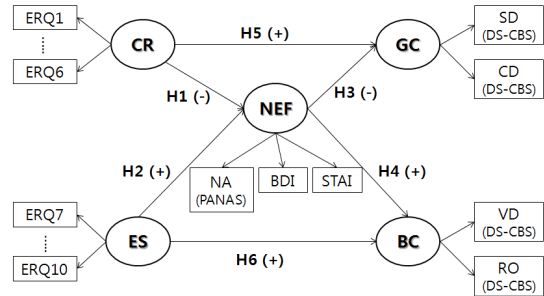 ERQ1
ERQ6
CR
H5 (+)
GC
SD
(DS-CBS)
CD
(DS-CBS)
H1 (-)
NEF
H3 (-)
H2 (+)
NA
(PANAS)
BDI
STAI
H4 (+)
ERQ7
ERQ10
ES
H6 (+)
BC
VD
(DS-CBS)
RO
(DS-CBS)